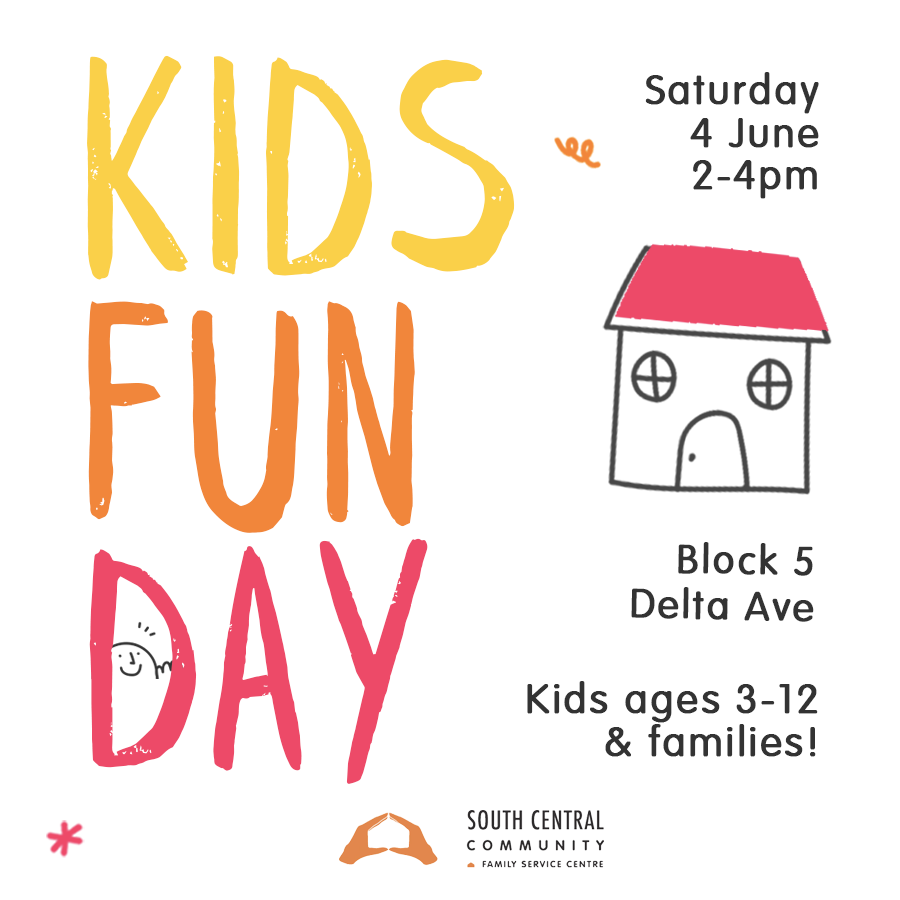 KIDS
FUN
DAY
Saturday
4 June
2-4pm
Block 5
Delta Ave
Kids ages 3-12
& families!
SOUTH CENTRAL
COMMUNITY
FAMILY SERVICE CENTRE